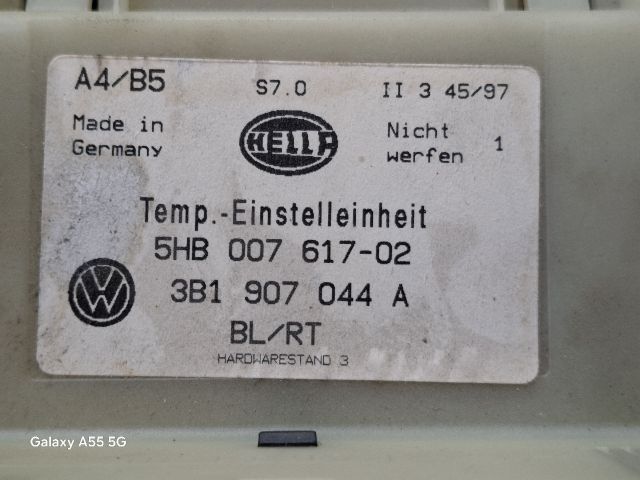 A4/B5 S7.0 II 3 45/97
Made in Germany HELLA Nicht werfen 1
Temp.-Einstelleinheit
5HB 007 617-02
VW 3B1 907 044 A
BL/RT
HARDWARESTAND 3
Galaxy A55 5G